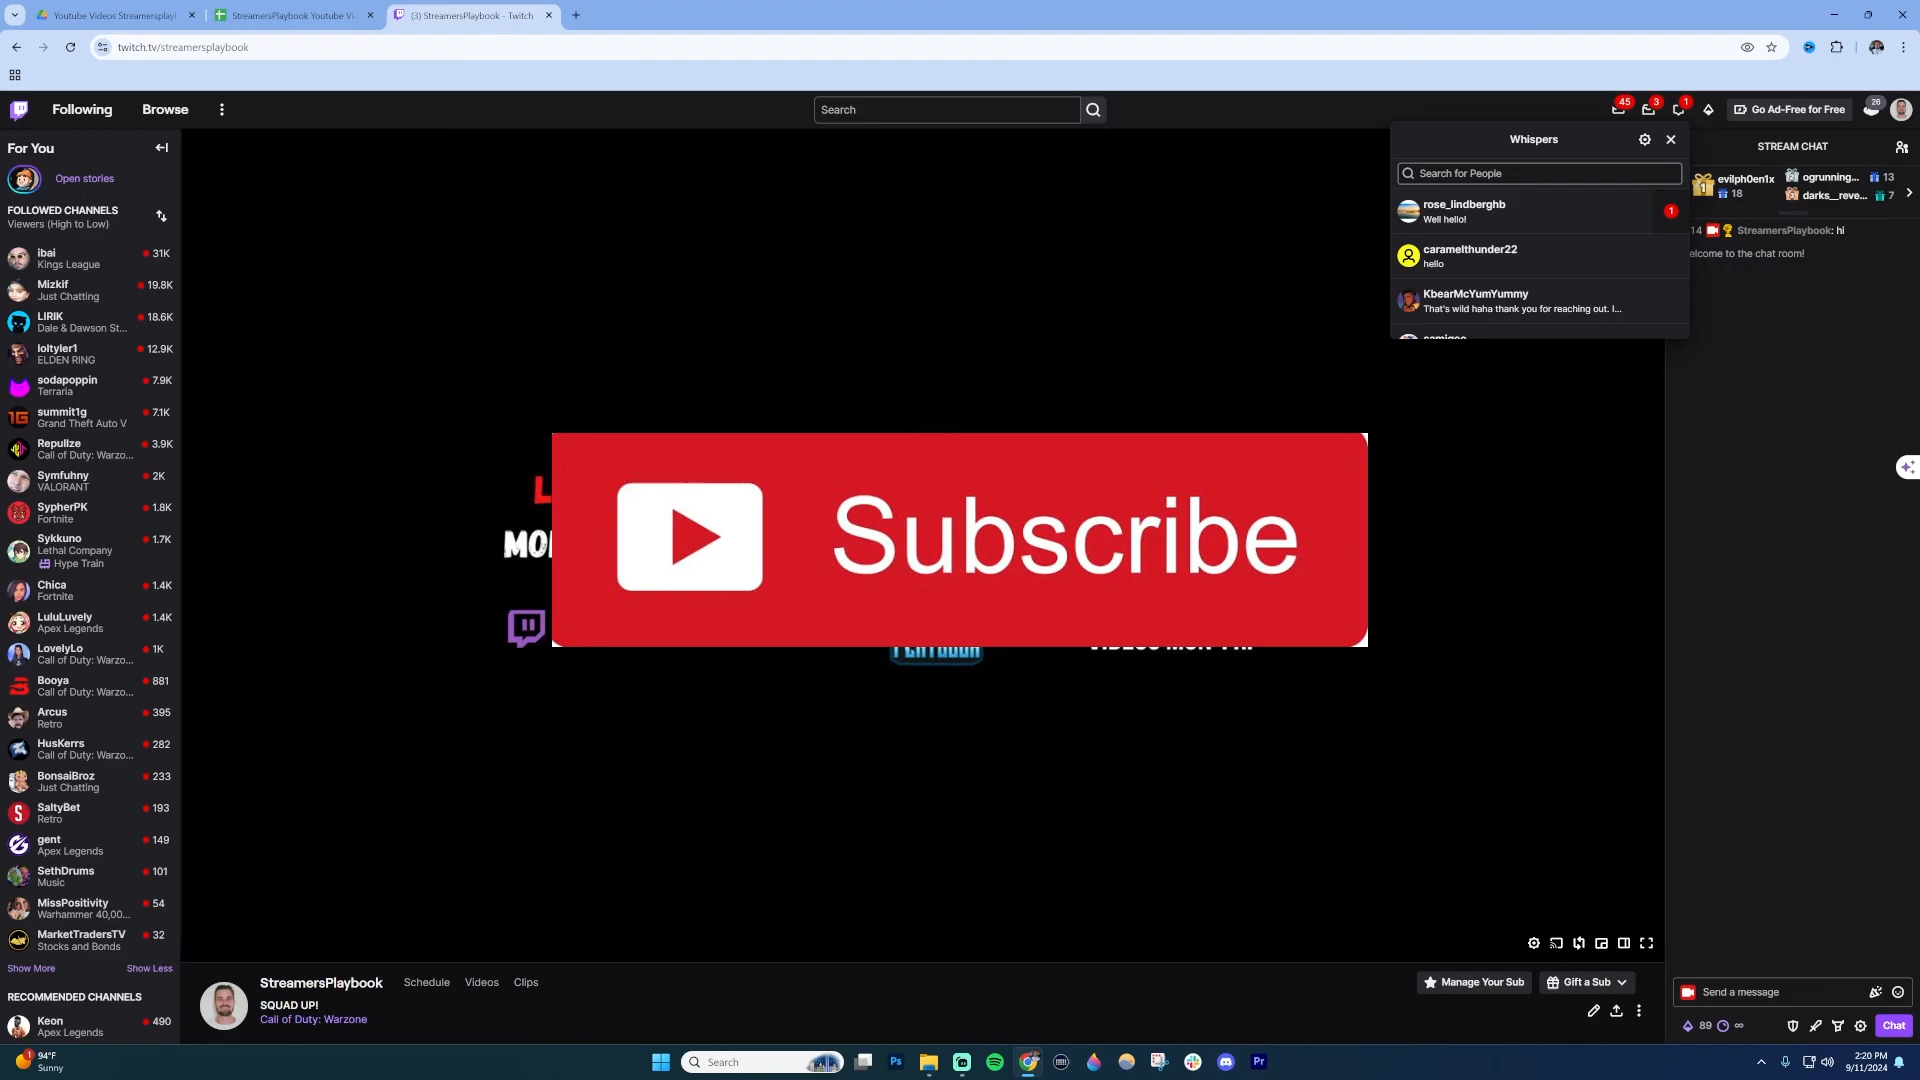 Youtube Videos Streamersplayb
StreamersPlaybook Youtube Vi
(3) StreamersPlaybook - Twitch
twitch.tv/streamersplaybook
Following
Browse
Search
45
3
1
Go Ad-Free for Free
26
For You
Open stories
FOLLOWED CHANNELS
Viewers (High to Low)
ibai
31K
Kings League
Mizkif
19.8K
Just Chatting
LIRIK
18.6K
Dale & Dawson St...
loltyler1
12.9K
ELDEN RING
sodapoppin
7.9K
Terraria
summit1g
7.1K
Grand Theft Auto V
Repullze
3.9K
Call of Duty: Warzo...
Symfuhny
2K
VALORANT
SypherPK
1.8K
Fortnite
Sykkuno
1.7K
Lethal Company
Hype Train
Chica
1.4K
Fortnite
LuluLuvely
1.4K
Apex Legends
LovelyLo
1K
Call of Duty: Warzo...
Booya
881
Call of Duty: Warzo...
Arcus
395
Retro
HusKerrs
282
Call of Duty: Warzo...
BonsaiBroz
233
Just Chatting
SaltyBet
193
Retro
gent
149
Apex Legends
SethDrums
101
Music
MissPositivity
54
Warhammer 40,00...
MarketTradersTV
32
Stocks and Bonds
Show More
Show Less
RECOMMENDED CHANNELS
Keon
490
Apex Legends
Whispers
Search for People
rose_lindberghb
Well hello!
1
caramelthunder22
hello
KbearMcYumYummy
That's wild haha thank you for reaching out. I...
STREAM CHAT
1
evilph0en1x
18
ogrunning...
13
darks__reve...
7
14 StreamersPlaybook: hi
elcome to the chat room!
Subscribe
StreamersPlaybook
Schedule
Videos
Clips
SQUAD UP!
Call of Duty: Warzone
Manage Your Sub
Gift a Sub
Send a message
89
Chat
1
94°F
Sunny
Search
Ps
Pr
2:20 PM
9/11/2024